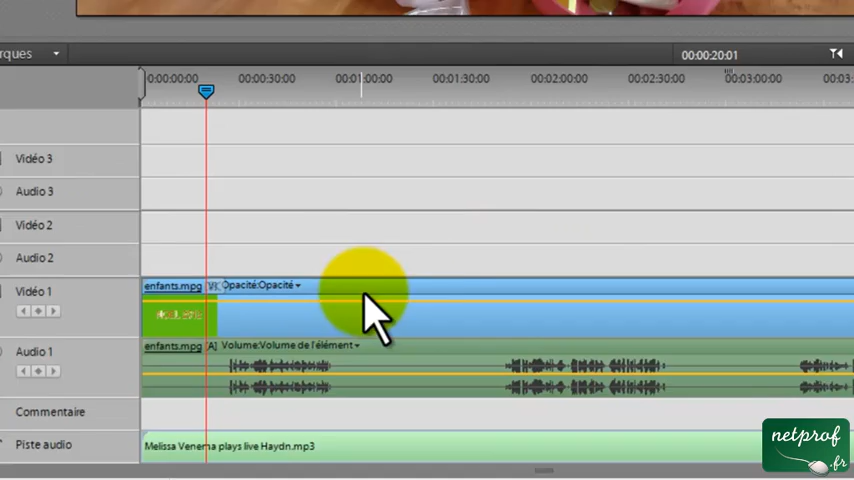 rques
00:00:20:01
0:00:00:00 00:00:30:00 00:01:00:00 00:01:30:00 00:02:00:00 00:02:30:00 00:03:00:00 00:03:
Vidéo 3
Audio 3
Vidéo 2
Audio 2
Vidéo 1
enfants.mpg [V] Opacité:Opacité
Audio 1
enfants.mpg [A] Volume:Volume de l'élément
Commentaire
Piste audio
Melissa Venema plays live Haydn.mp3
netprof
.fr